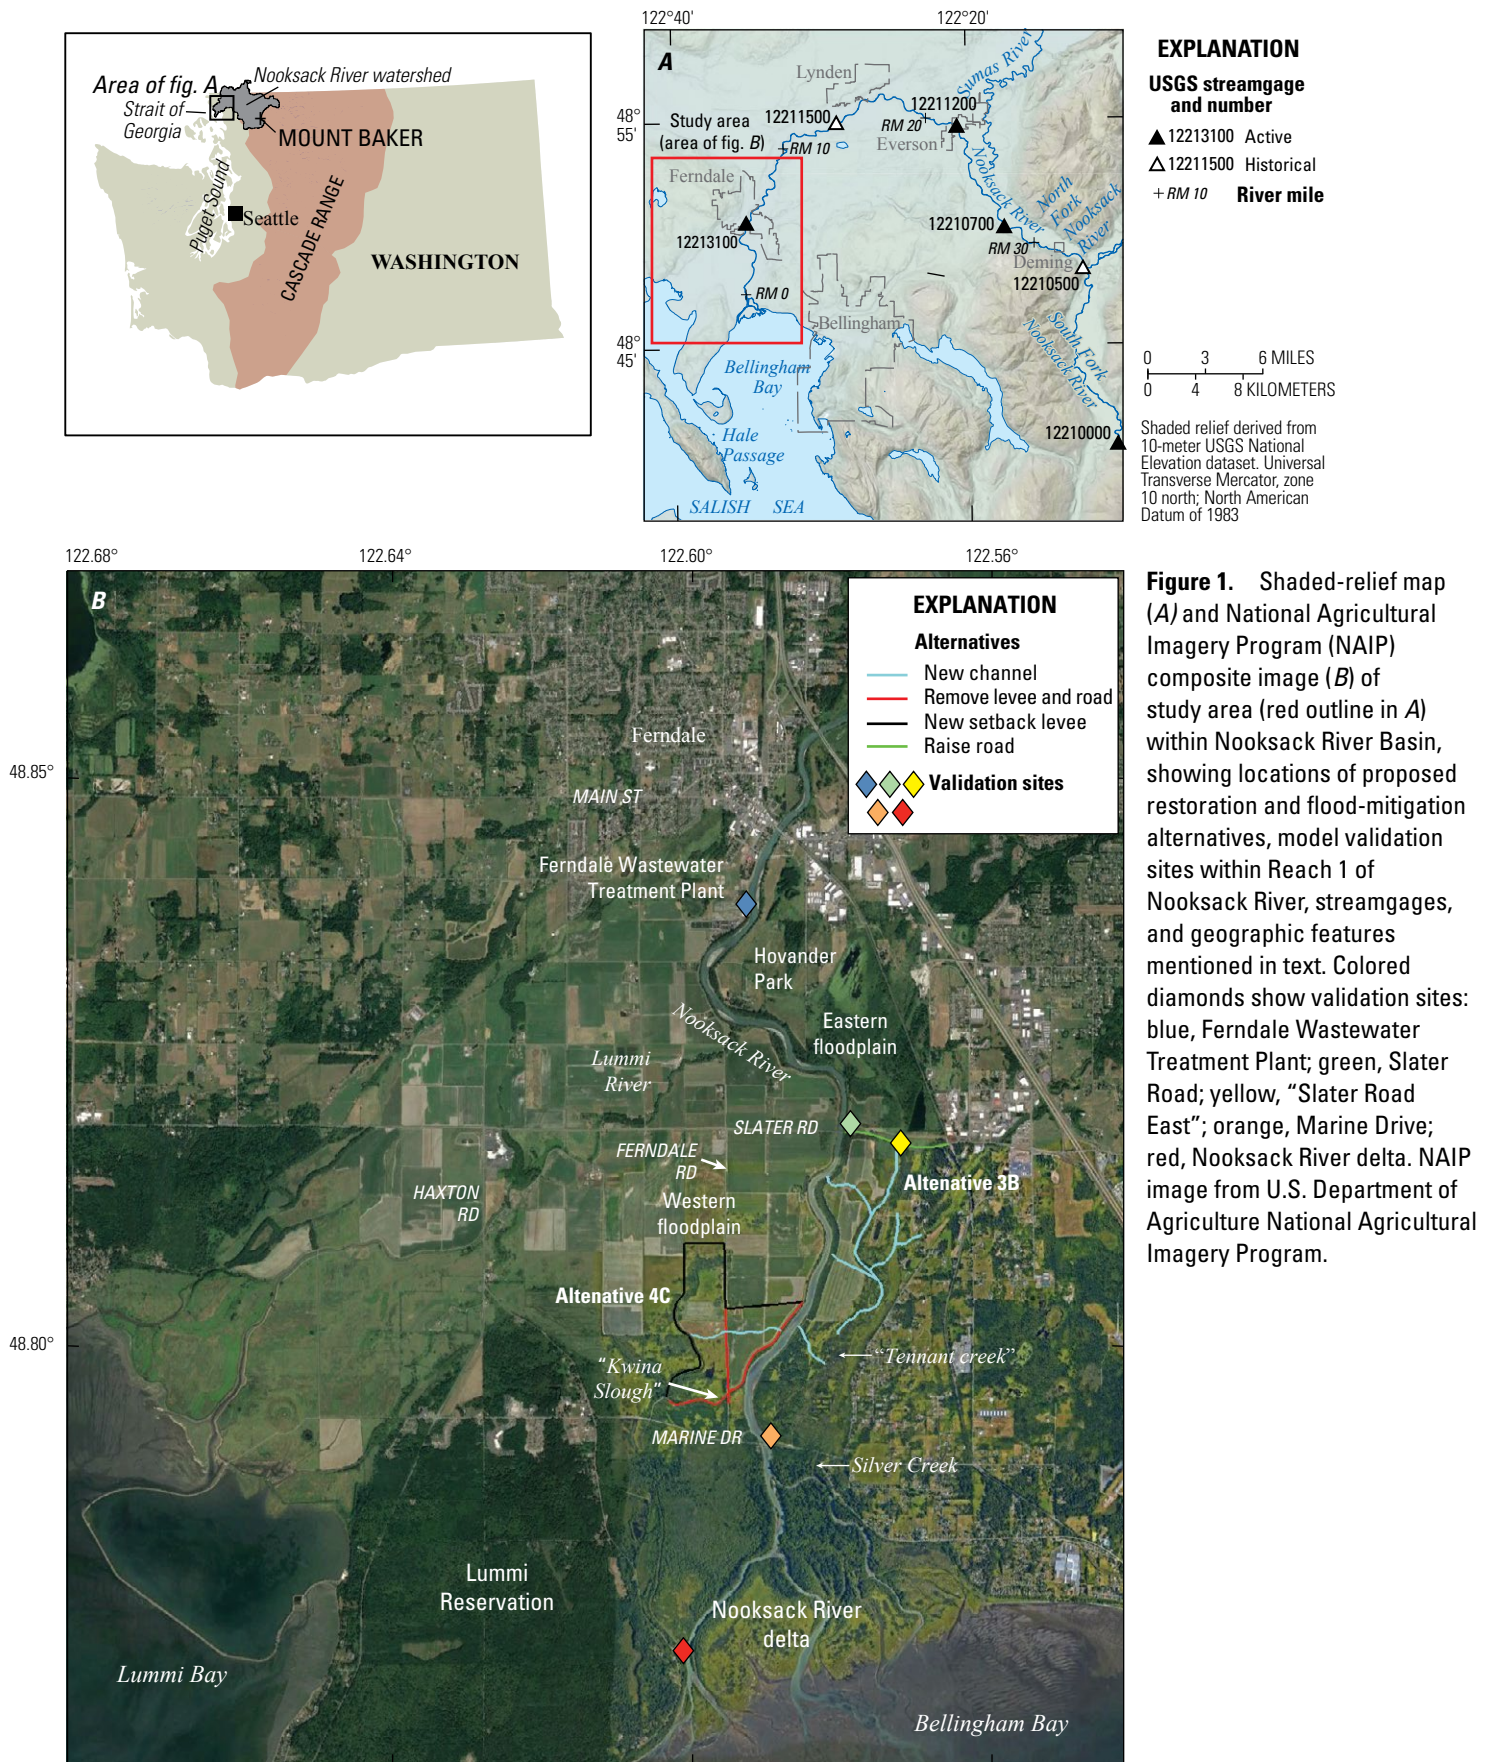 Area of fig. A
Nooksack River watershed
Strait of
Georgia
MOUNT BAKER
Puget Sound
Seattle
CASCADE RANGE
WASHINGTON
122°40'
122°20'
A
48°
55'
48°
45'
Lynden
Sumas River
12211500
12211200
RM 20
Everson
Study area
(area of fig. B)
RM 10
Ferndale
Nooksack River
North
Fork
Nooksack
River
12213100
12210700
RM 30
Deming
12210500
RM 0
Bellingham
South Fork
Nooksack River
Bellingham
Bay
Hale
Passage
12210000
SALISH SEA
EXPLANATION
USGS streamgage
and number
12213100 Active
12211500 Historical
RM 10 River mile
0 3 6 MILES
0 4 8 KILOMETERS
Shaded relief derived from
10-meter USGS National
Elevation dataset. Universal
Transverse Mercator, zone
10 north; North American
Datum of 1983
122.68°
122.64°
122.60°
122.56°
B
48.85°
48.80°
EXPLANATION
Alternatives
New channel
Remove levee and road
New setback levee
Raise road
Validation sites
Ferndale
MAIN ST
Ferndale Wastewater
Treatment Plant
Hovander
Park
Nooksack River
Eastern
floodplain
Lummi
River
SLATER RD
FERNDALE
RD
Altenative 3B
HAXTON
RD
Western
floodplain
Altenative 4C
"Tennant creek"
"Kwina
Slough"
MARINE DR
Silver Creek
Lummi
Reservation
Nooksack River
delta
Lummi Bay
Bellingham Bay
Figure 1. Shaded-relief map
(A) and National Agricultural
Imagery Program (NAIP)
composite image (B) of
study area (red outline in A)
within Nooksack River Basin,
showing locations of proposed
restoration and flood-mitigation
alternatives, model validation
sites within Reach 1 of
Nooksack River, streamgages,
and geographic features
mentioned in text. Colored
diamonds show validation sites:
blue, Ferndale Wastewater
Treatment Plant; green, Slater
Road; yellow, “Slater Road
East”; orange, Marine Drive;
red, Nooksack River delta. NAIP
image from U.S. Department of
Agriculture National Agricultural
Imagery Program.